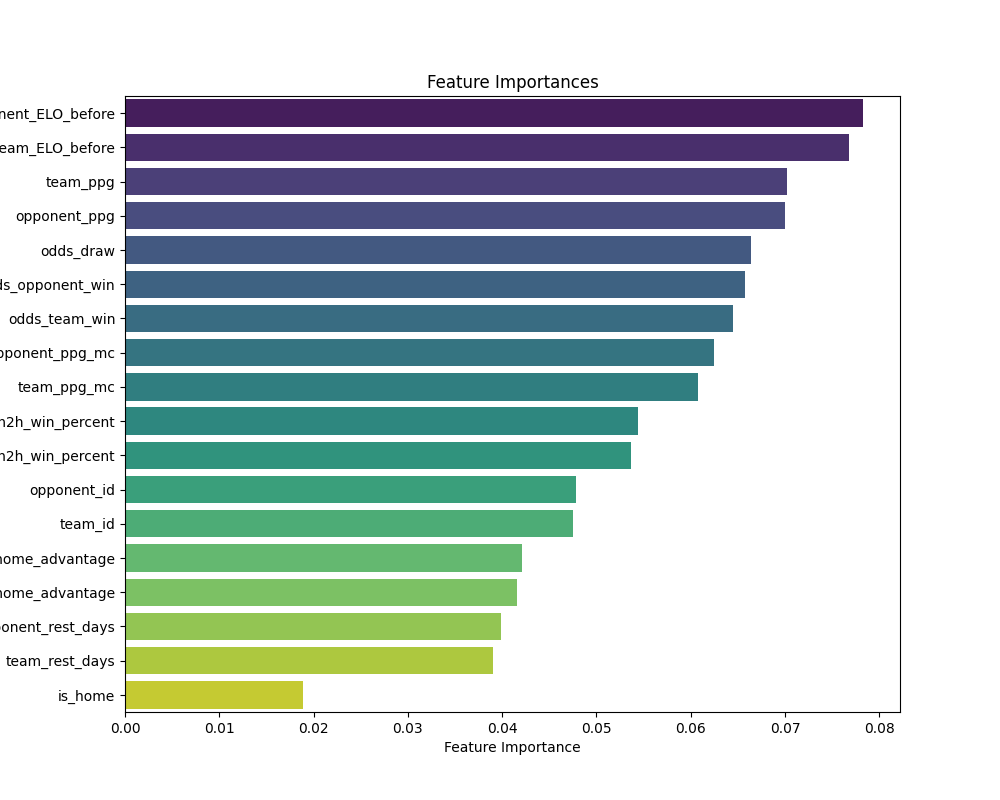 Feature Importances
nent_ELO_before
eam_ELO_before
team_ppg
opponent_ppg
odds_draw
ds_opponent_win
odds_team_win
pponent_ppg_mc
team_ppg_mc
h2h_win_percent
h2h_win_percent
opponent_id
team_id
home_advantage
home_advantage
onent_rest_days
team_rest_days
is_home
0.00 0.01 0.02 0.03 0.04 0.05 0.06 0.07 0.08
Feature Importance